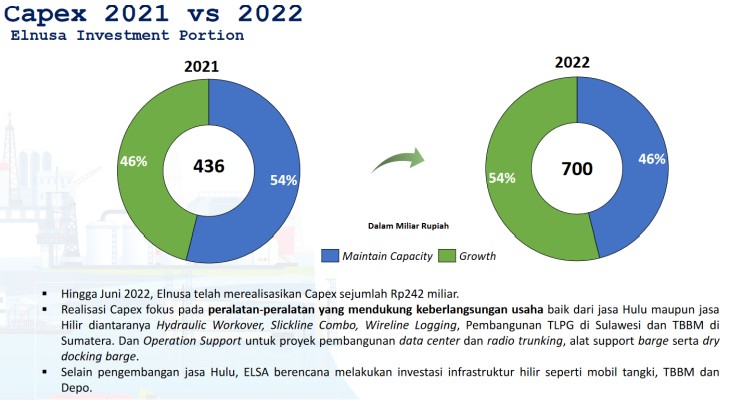 Capex 2021 vs 2022
Elnusa Investment Portion
2021
2022
46%
436
54%
54%
700
46%
Dalam Miliar Rupiah
Maintain Capacity
Growth
▪ Hingga Juni 2022, Elnusa telah merealisasikan Capex sejumlah Rp242 miliar.
▪ Realisasi Capex fokus pada peralatan-peralatan yang mendukung keberlangsungan usaha baik dari jasa Hulu maupun jasa
Hilir diantaranya Hydraulic Workover, Slickline Combo, Wireline Logging, Pembangunan TLPG di Sulawesi dan TBBM di
Sumatera. Dan Operation Support untuk proyek pembangunan data center dan radio trunking, alat support barge serta dry
docking barge.
▪ Selain pengembangan jasa Hulu, ELSA berencana melakukan investasi infrastruktur hilir seperti mobil tangki, TBBM dan
Depo.